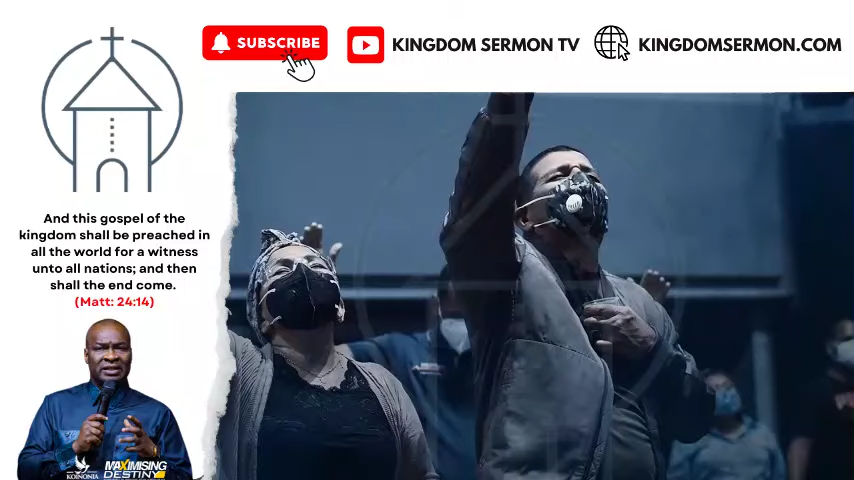 SUBSCRIBE
KINGDOM SERMON TV
KINGDOMSERMON.COM
And this gospel of the
kingdom shall be preached in
all the world for a witness
unto all nations; and then
shall the end come.
(Matt: 24:14)
KOINONIA
MAXIMISING
DESTINY